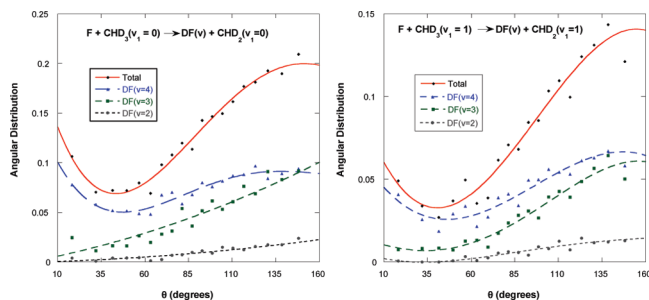 F + CHD₃(v₁ = 0) → DF(v) + CHD₂(v₁=0)
Total
DF(v=4)
DF(v=3)
DF(v=2)
Angular Distribution
0.25
0.2
0.15
0.1
0.05
0
10 35 60 85 110 135 160
θ (degrees)
F + CHD₃(v₁ = 1) → DF(v) + CHD₂(v₁=1)
Total
DF(v=4)
DF(v=3)
DF(v=2)
Angular Distribution
0.15
0.1
0.05
0
10 35 60 85 110 135 160
θ (degrees)